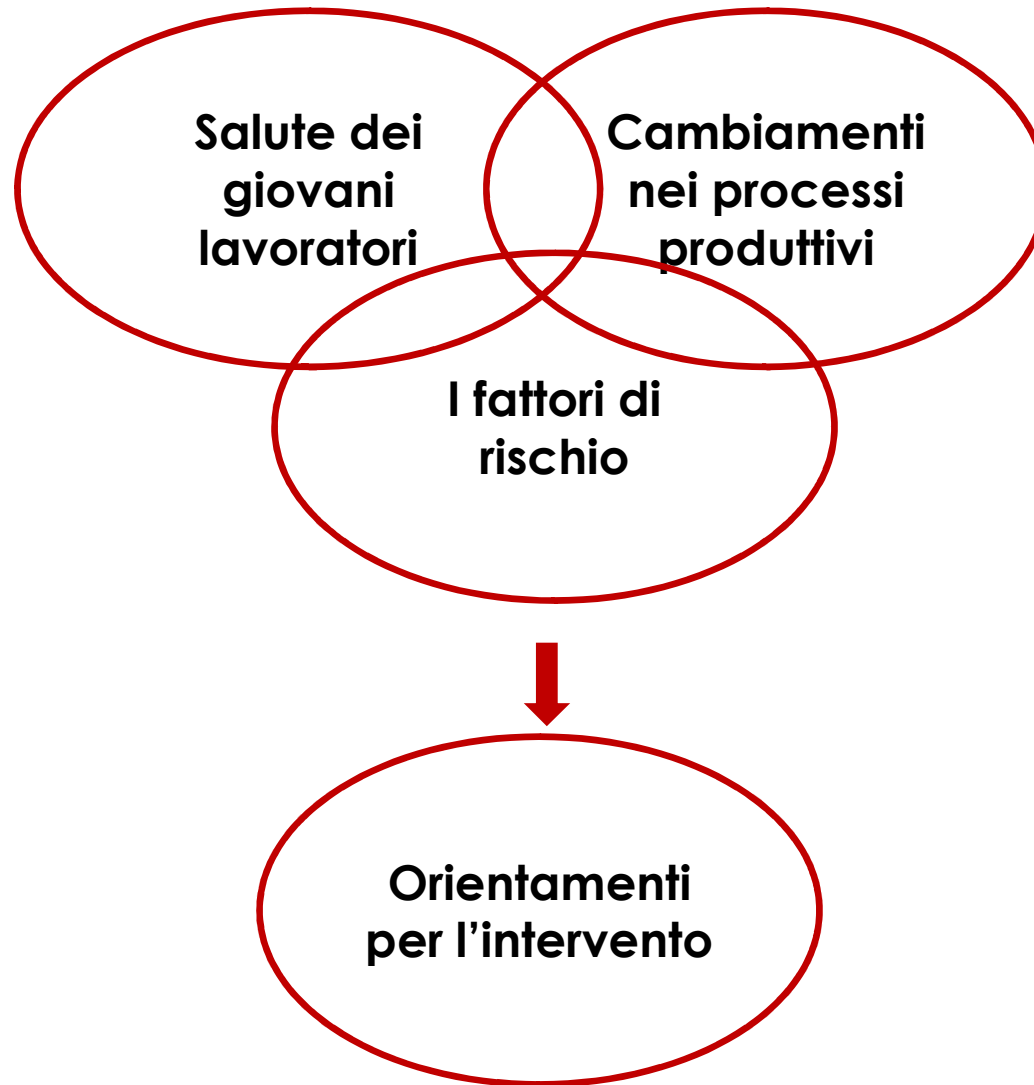 Salute dei
giovani
lavoratori
Cambiamenti
nei processi
produttivi
I fattori di
rischio
Orientamenti
per l’intervento